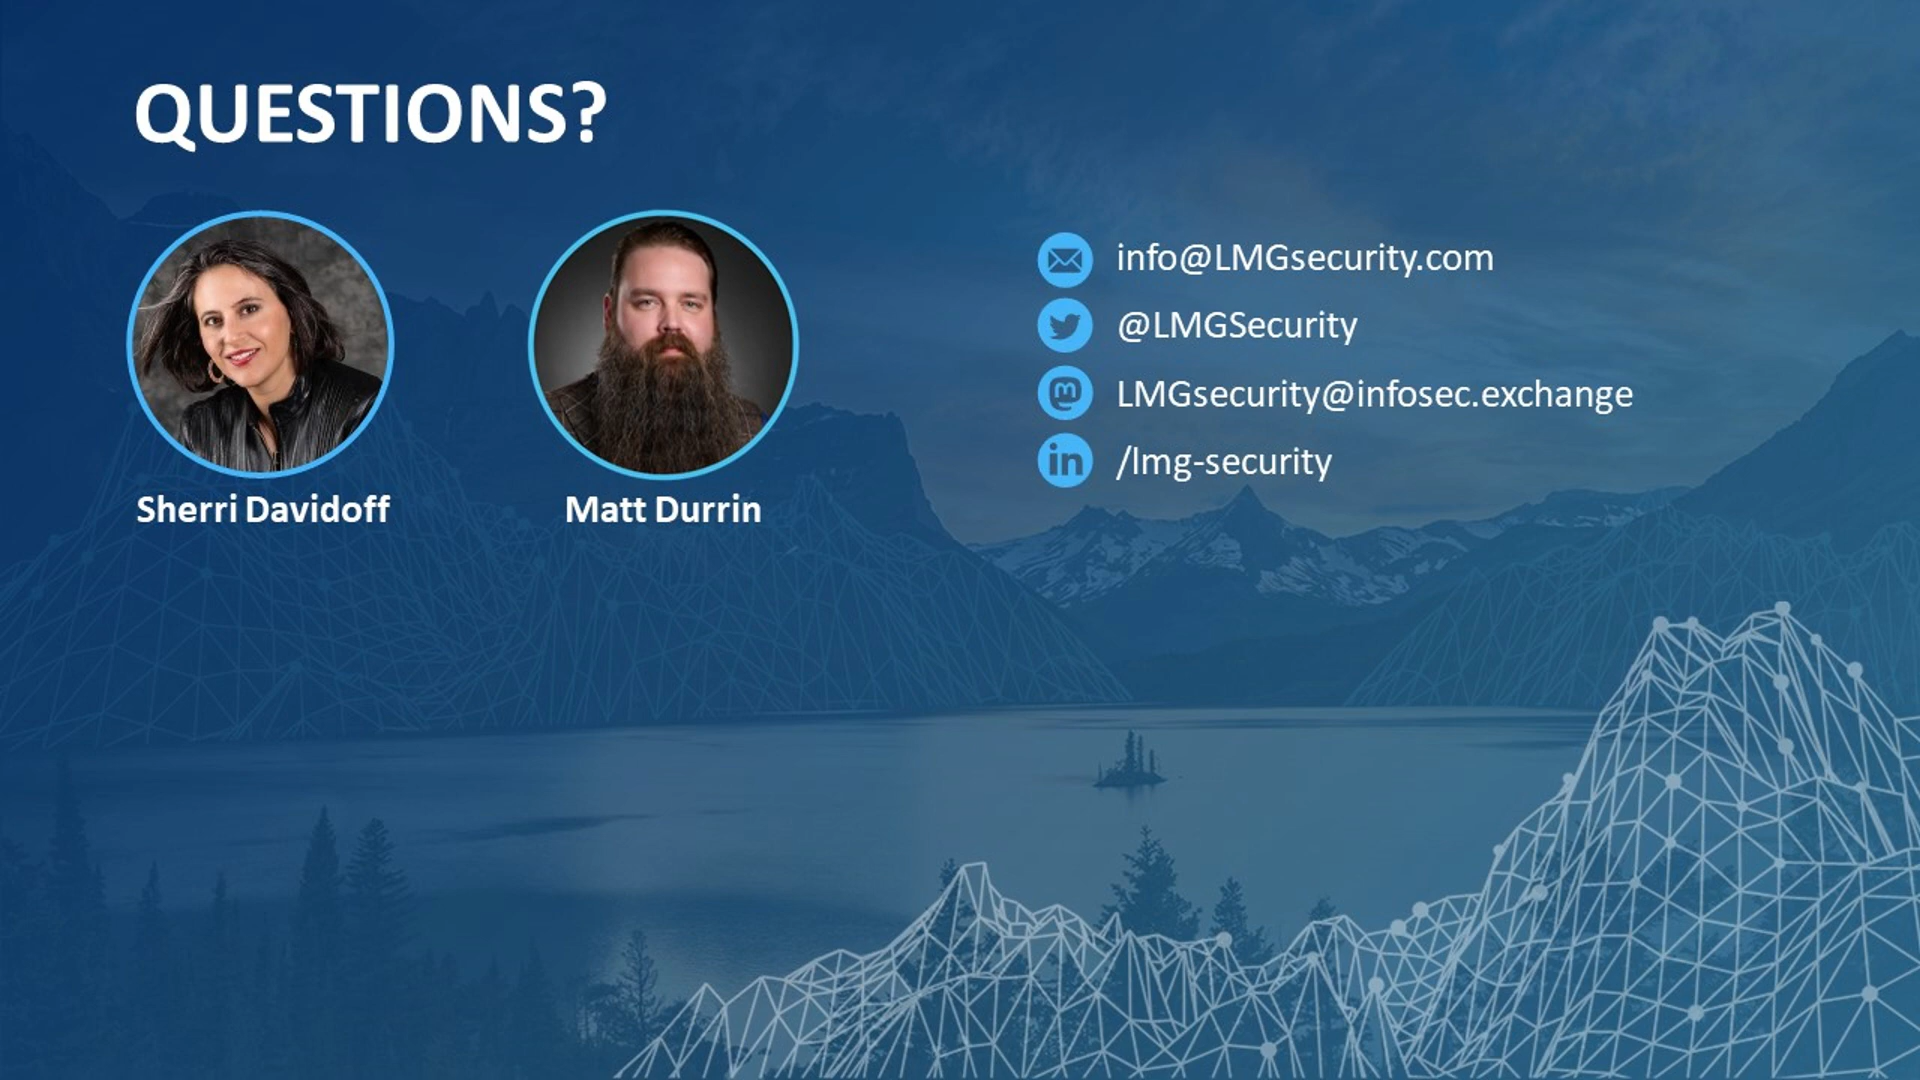 QUESTIONS?
Sherri Davidoff
Matt Durrin
info@LMGsecurity.com
@LMGSecurity
LMGsecurity@infosec.exchange
/lmg-security